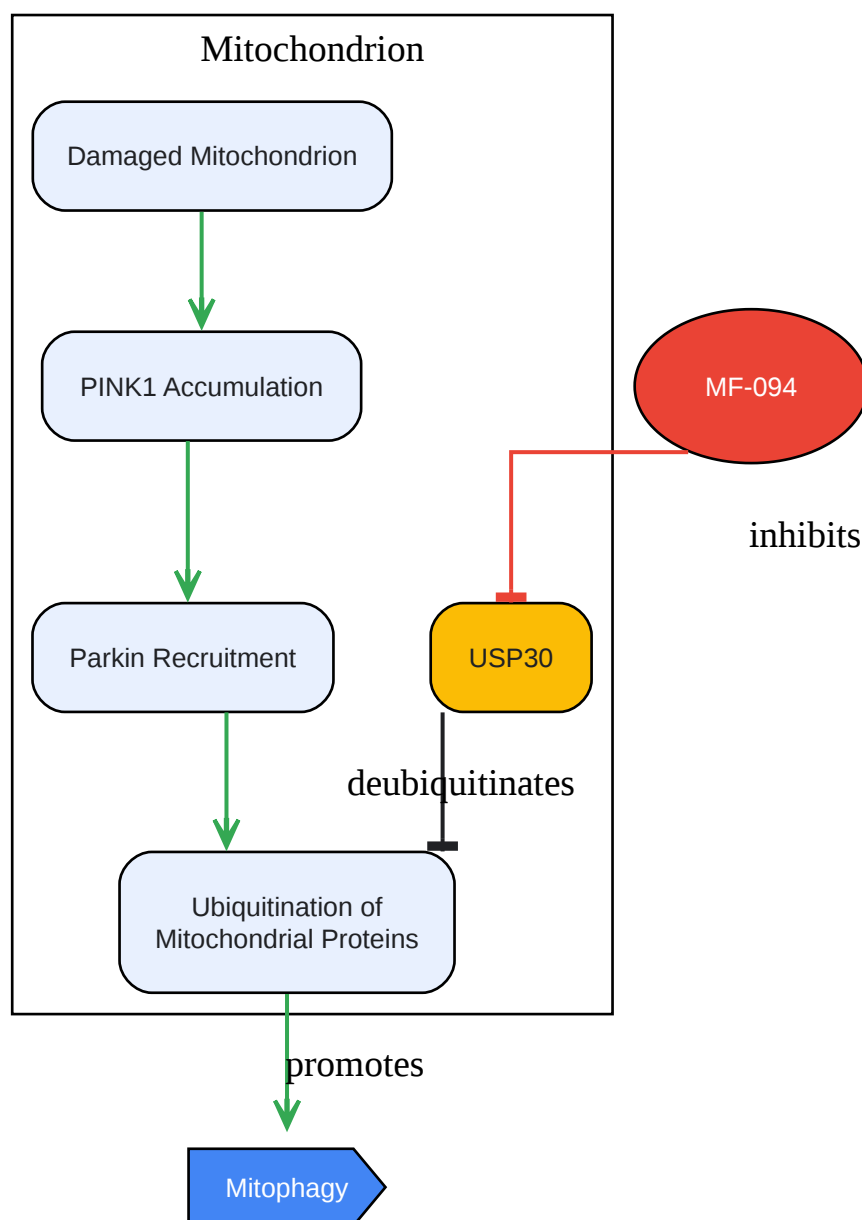 Mitochondrion
Damaged Mitochondrion
PINK1 Accumulation
MF-094
inhibits
Parkin Recruitment
USP30
deubiquitinates
Ubiquitination of
Mitochondrial Proteins
promotes
Mitophagy